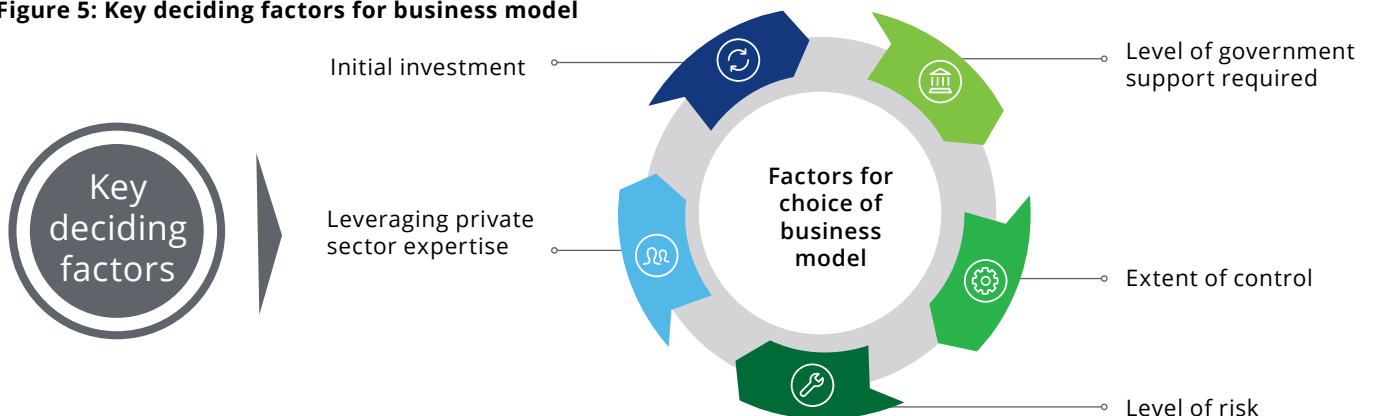 Figure 5: Key deciding factors for business model
Key
deciding
factors
Initial investment
Leveraging private
sector expertise
Factors for
choice of
business
model
Level of government
support required
Extent of control
Level of risk